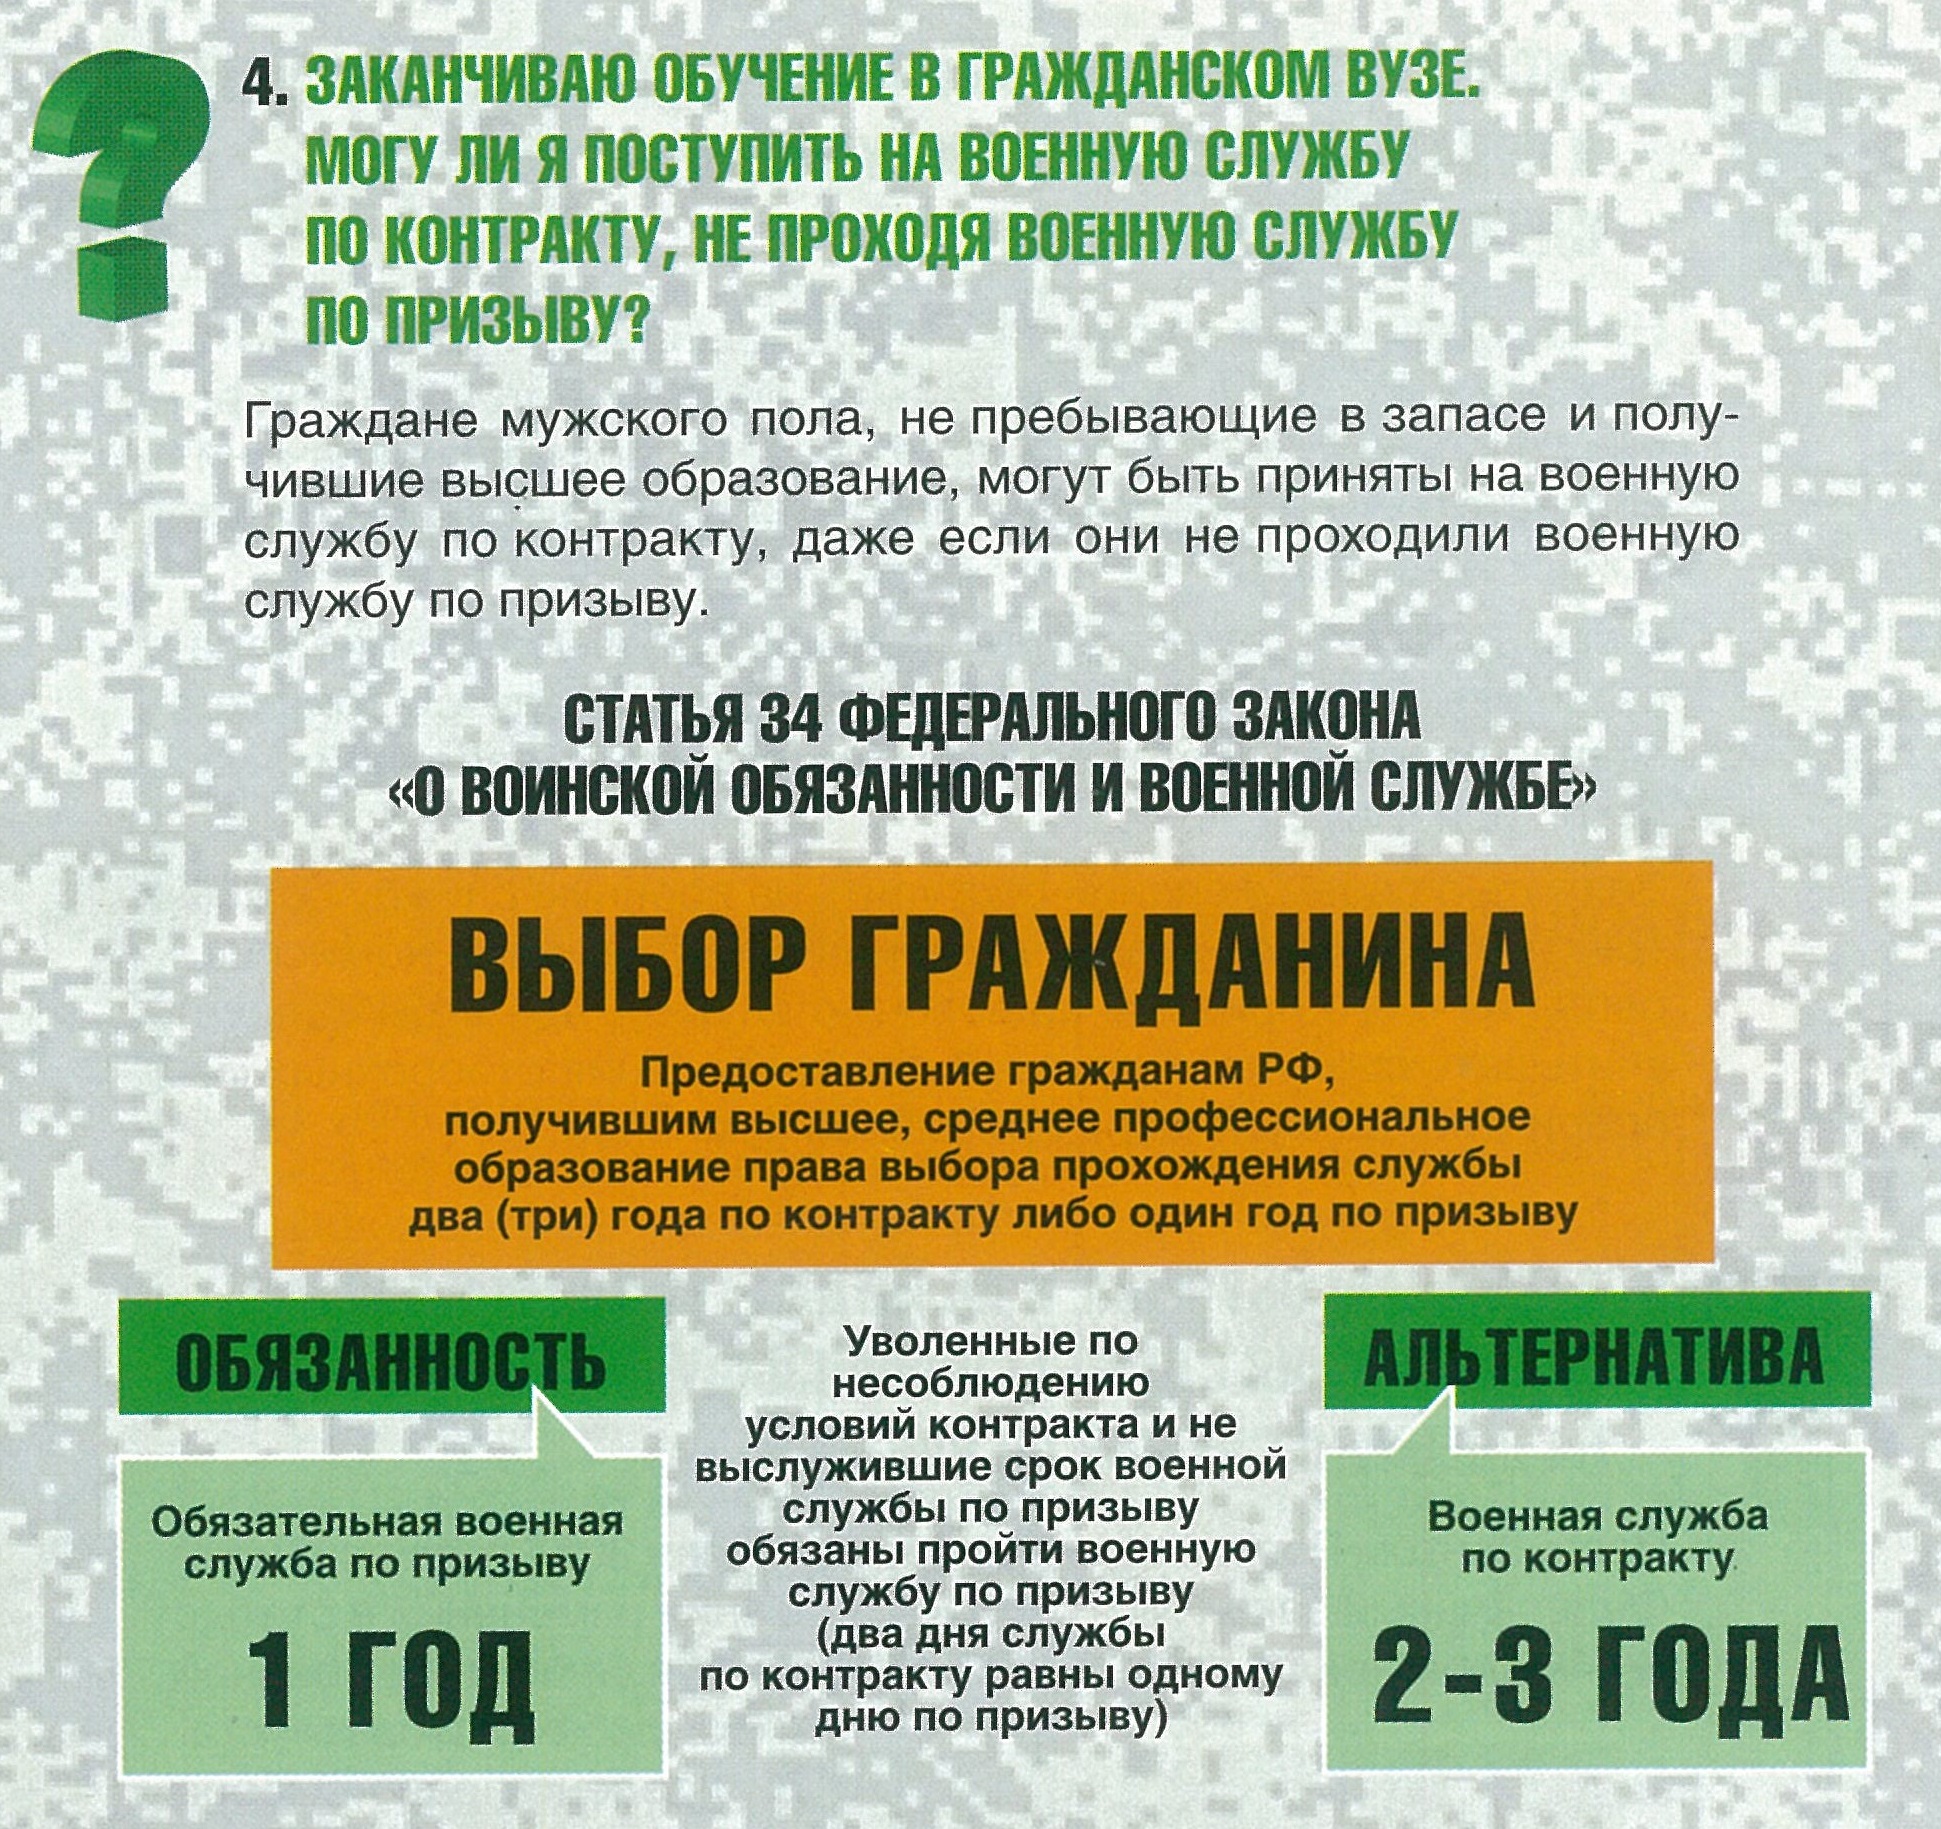 4. ЗАКАНЧИВАЮ ОБУЧЕНИЕ В ГРАЖДАНСКОМ ВУЗЕ.
МОГУ ЛИ Я ПОСТУПИТЬ НА ВОЕННУЮ СЛУЖБУ
ПО КОНТРАКТУ, НЕ ПРОХОДЯ ВОЕННУЮ СЛУЖБУ
ПО ПРИЗЫВУ?
Граждане мужского пола, не пребывающие в запасе и полу-
чившие высшее образование, могут быть приняты на военную
службу по контракту, даже если они не проходили военную
службу по призыву.
СТАТЬЯ 34 ФЕДЕРАЛЬНОГО ЗАКОНА
«О ВОИНСКОЙ ОБЯЗАННОСТИ И ВОЕННОЙ СЛУЖБЕ»
ВЫБОР ГРАЖДАНИНА
Предоставление гражданам РФ,
получившим высшее, среднее профессиональное
образование права выбора прохождения службы
два (три) года по контракту либо один год по призыву
ОБЯЗАННОСТЬ
Обязательная военная
служба по призыву
1 ГОД
Уволенные по
несоблюдению
условий контракта и не
выслужившие срок военной
службы по призыву
обязаны пройти военную
службу по призыву
(два дня службы
по контракту равны одному
дню по призыву)
АЛЬТЕРНАТИВА
Военная служба
по контракту
2-3 ГОДА